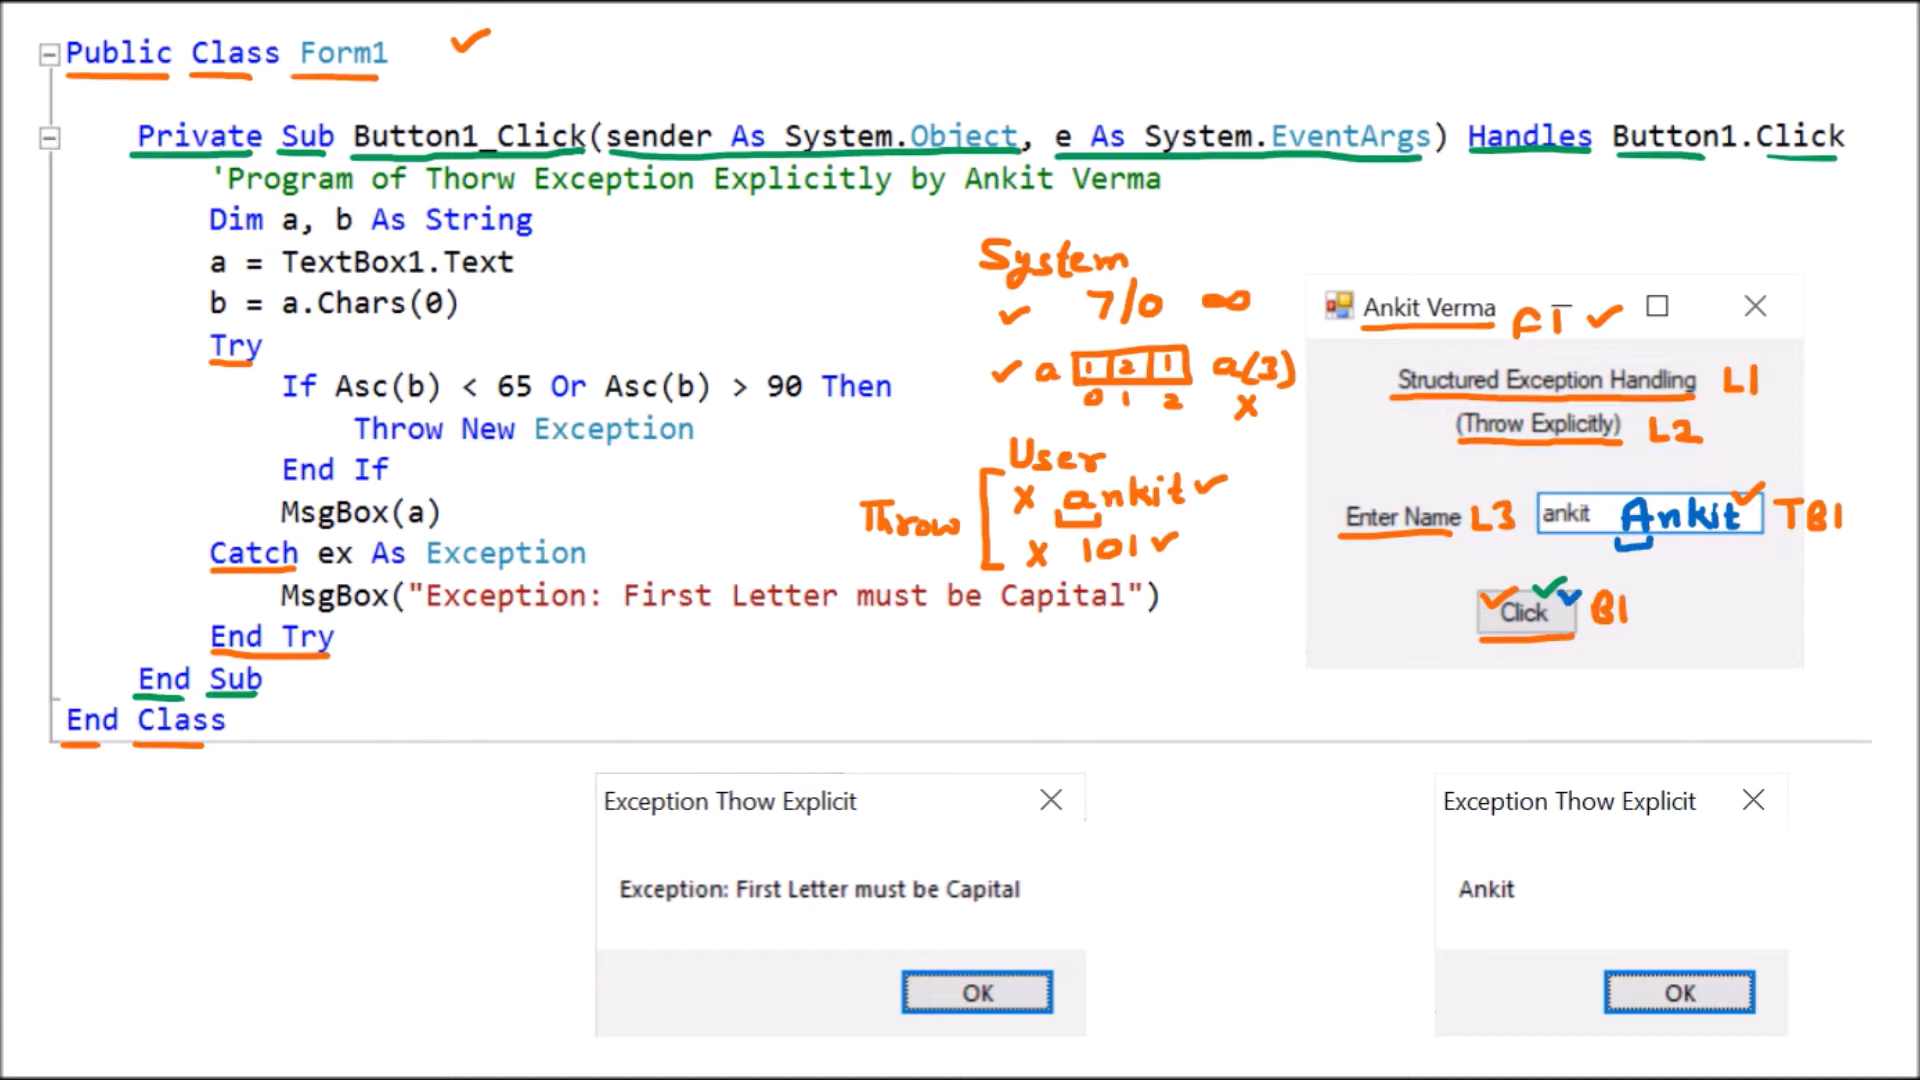 Public Class Form1
Private Sub Button1_Click(sender As System.Object, e As System.EventArgs) Handles Button1.Click
'Program of Thorw Exception Explicitly by Ankit Verma
Dim a, b As String
a = TextBox1.Text
b = a.Chars(0)
Try
If Asc(b) < 65 Or Asc(b) > 90 Then
Throw New Exception
End If
MsgBox(a)
Catch ex As Exception
MsgBox("Exception: First Letter must be Capital")
End Try
End Sub
End Class
System
✓ 7/0 ∞
✓ a 1 2 1 a(3)
0 1 2 X
User
Throw
X ankit ✓
X 101 ✓
Ankit Verma F1 ✓
Structured Exception Handling L1
(Throw Explicitly) L2
Enter Name L3 ankit Ankit TB1
Click B1
Exception Thow Explicit
Exception: First Letter must be Capital
OK
Exception Thow Explicit
Ankit
OK